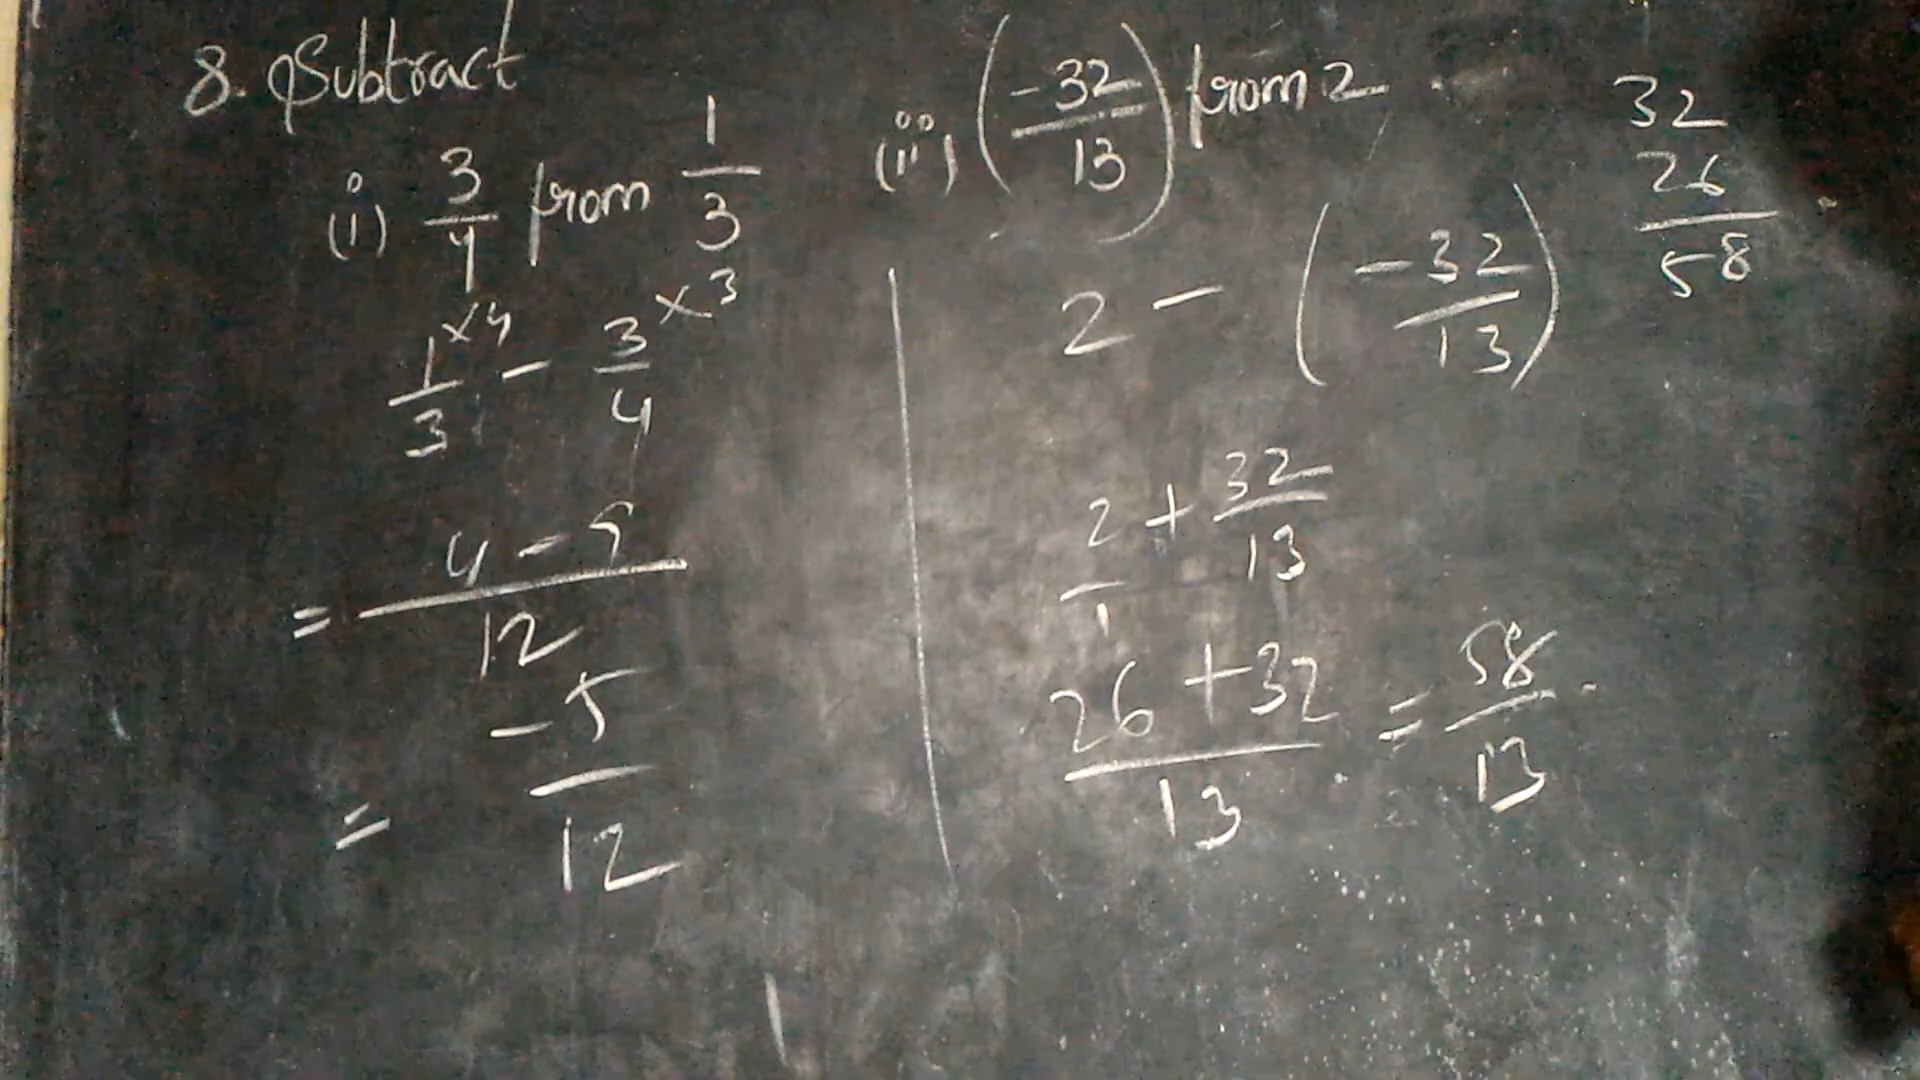 8. Subtract
(i) 3/4 from 1/3
1/3 ×4 - 3/4 ×3
= 4 - 9 / 12
= -5/12
(ii) (-32/13) from 2
2 - (-32/13)
2/1 + 32/13
26 + 32 / 13 = 58/13
32
26
58